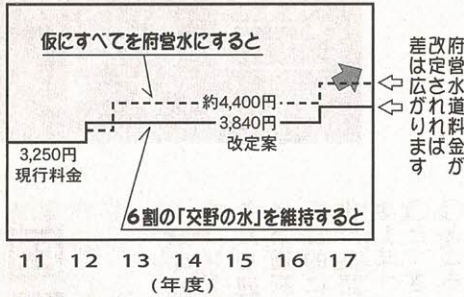 仮にすべてを府営水にすると
約4,400円
3,840円
改定案
3,250円
現行料金
6割の「交野の水」を維持すると
府営水道料金が
改定されれば
差は広がります
11 12 13 14 15 16 17
(年度)